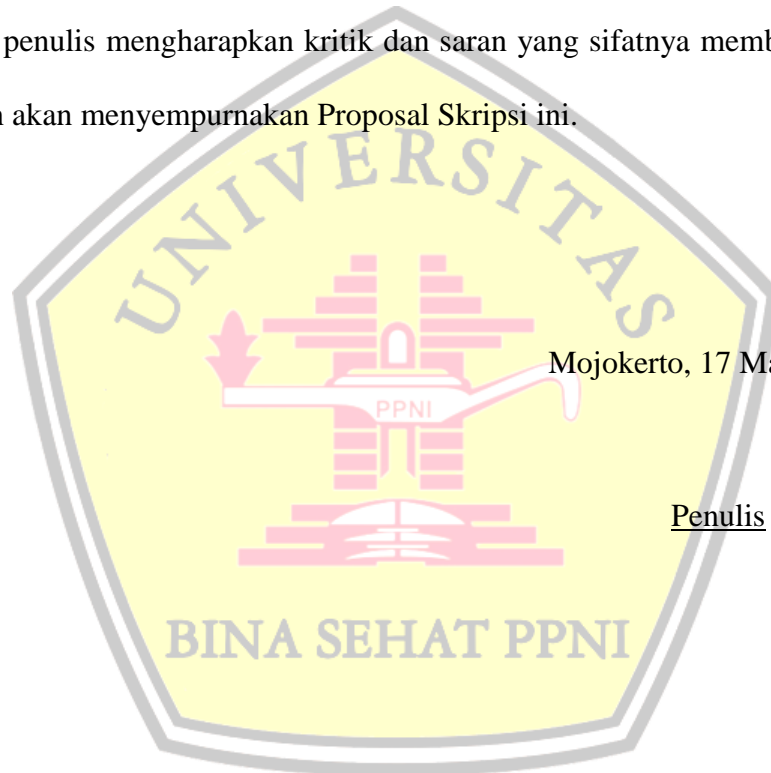 penulis mengharapkan kritik dan saran yang sifatnya memb
akan menyempurnakan Proposal Skripsi ini.
UNIVERSITAS
Mojokerto, 17 Ma
PPNI
Penulis
BINA SEHAT PPNI